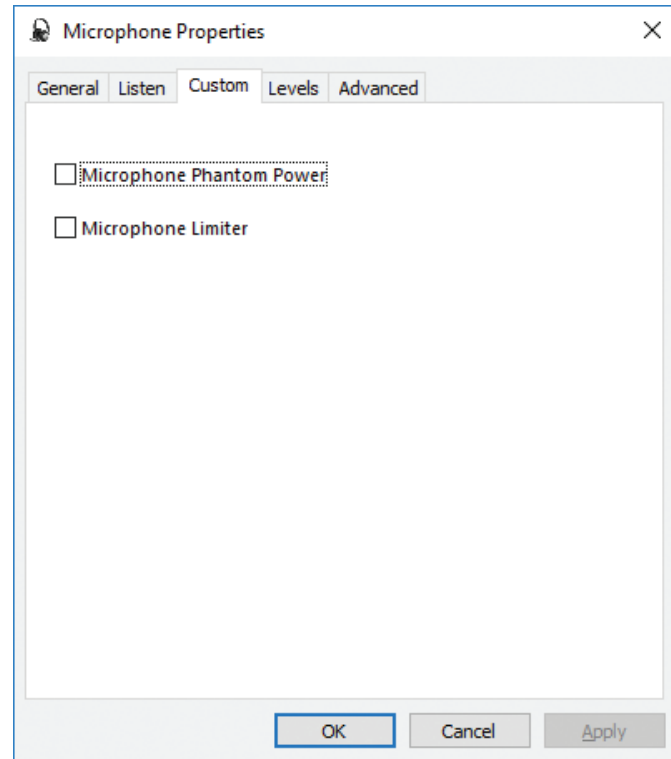 Microphone Properties
General Listen Custom Levels Advanced
Microphone Phantom Power
Microphone Limiter
OK Cancel Apply